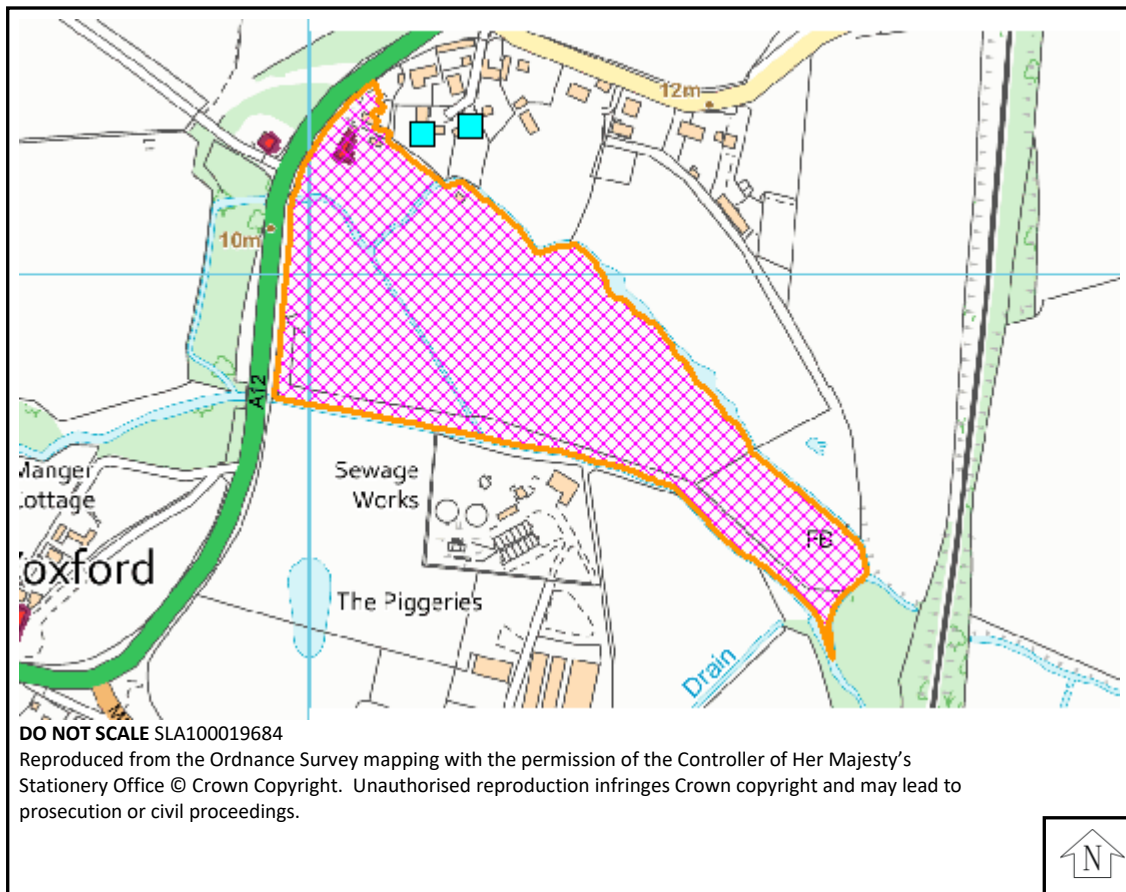 12m
10m
A12
Sewage
Works
Manger
Cottage
oxford
The Piggeries
FB
Drain
DO NOT SCALE SLA100019684
Reproduced from the Ordnance Survey mapping with the permission of the Controller of Her Majesty’s
Stationery Office © Crown Copyright.  Unauthorised reproduction infringes Crown copyright and may lead to
prosecution or civil proceedings.
N